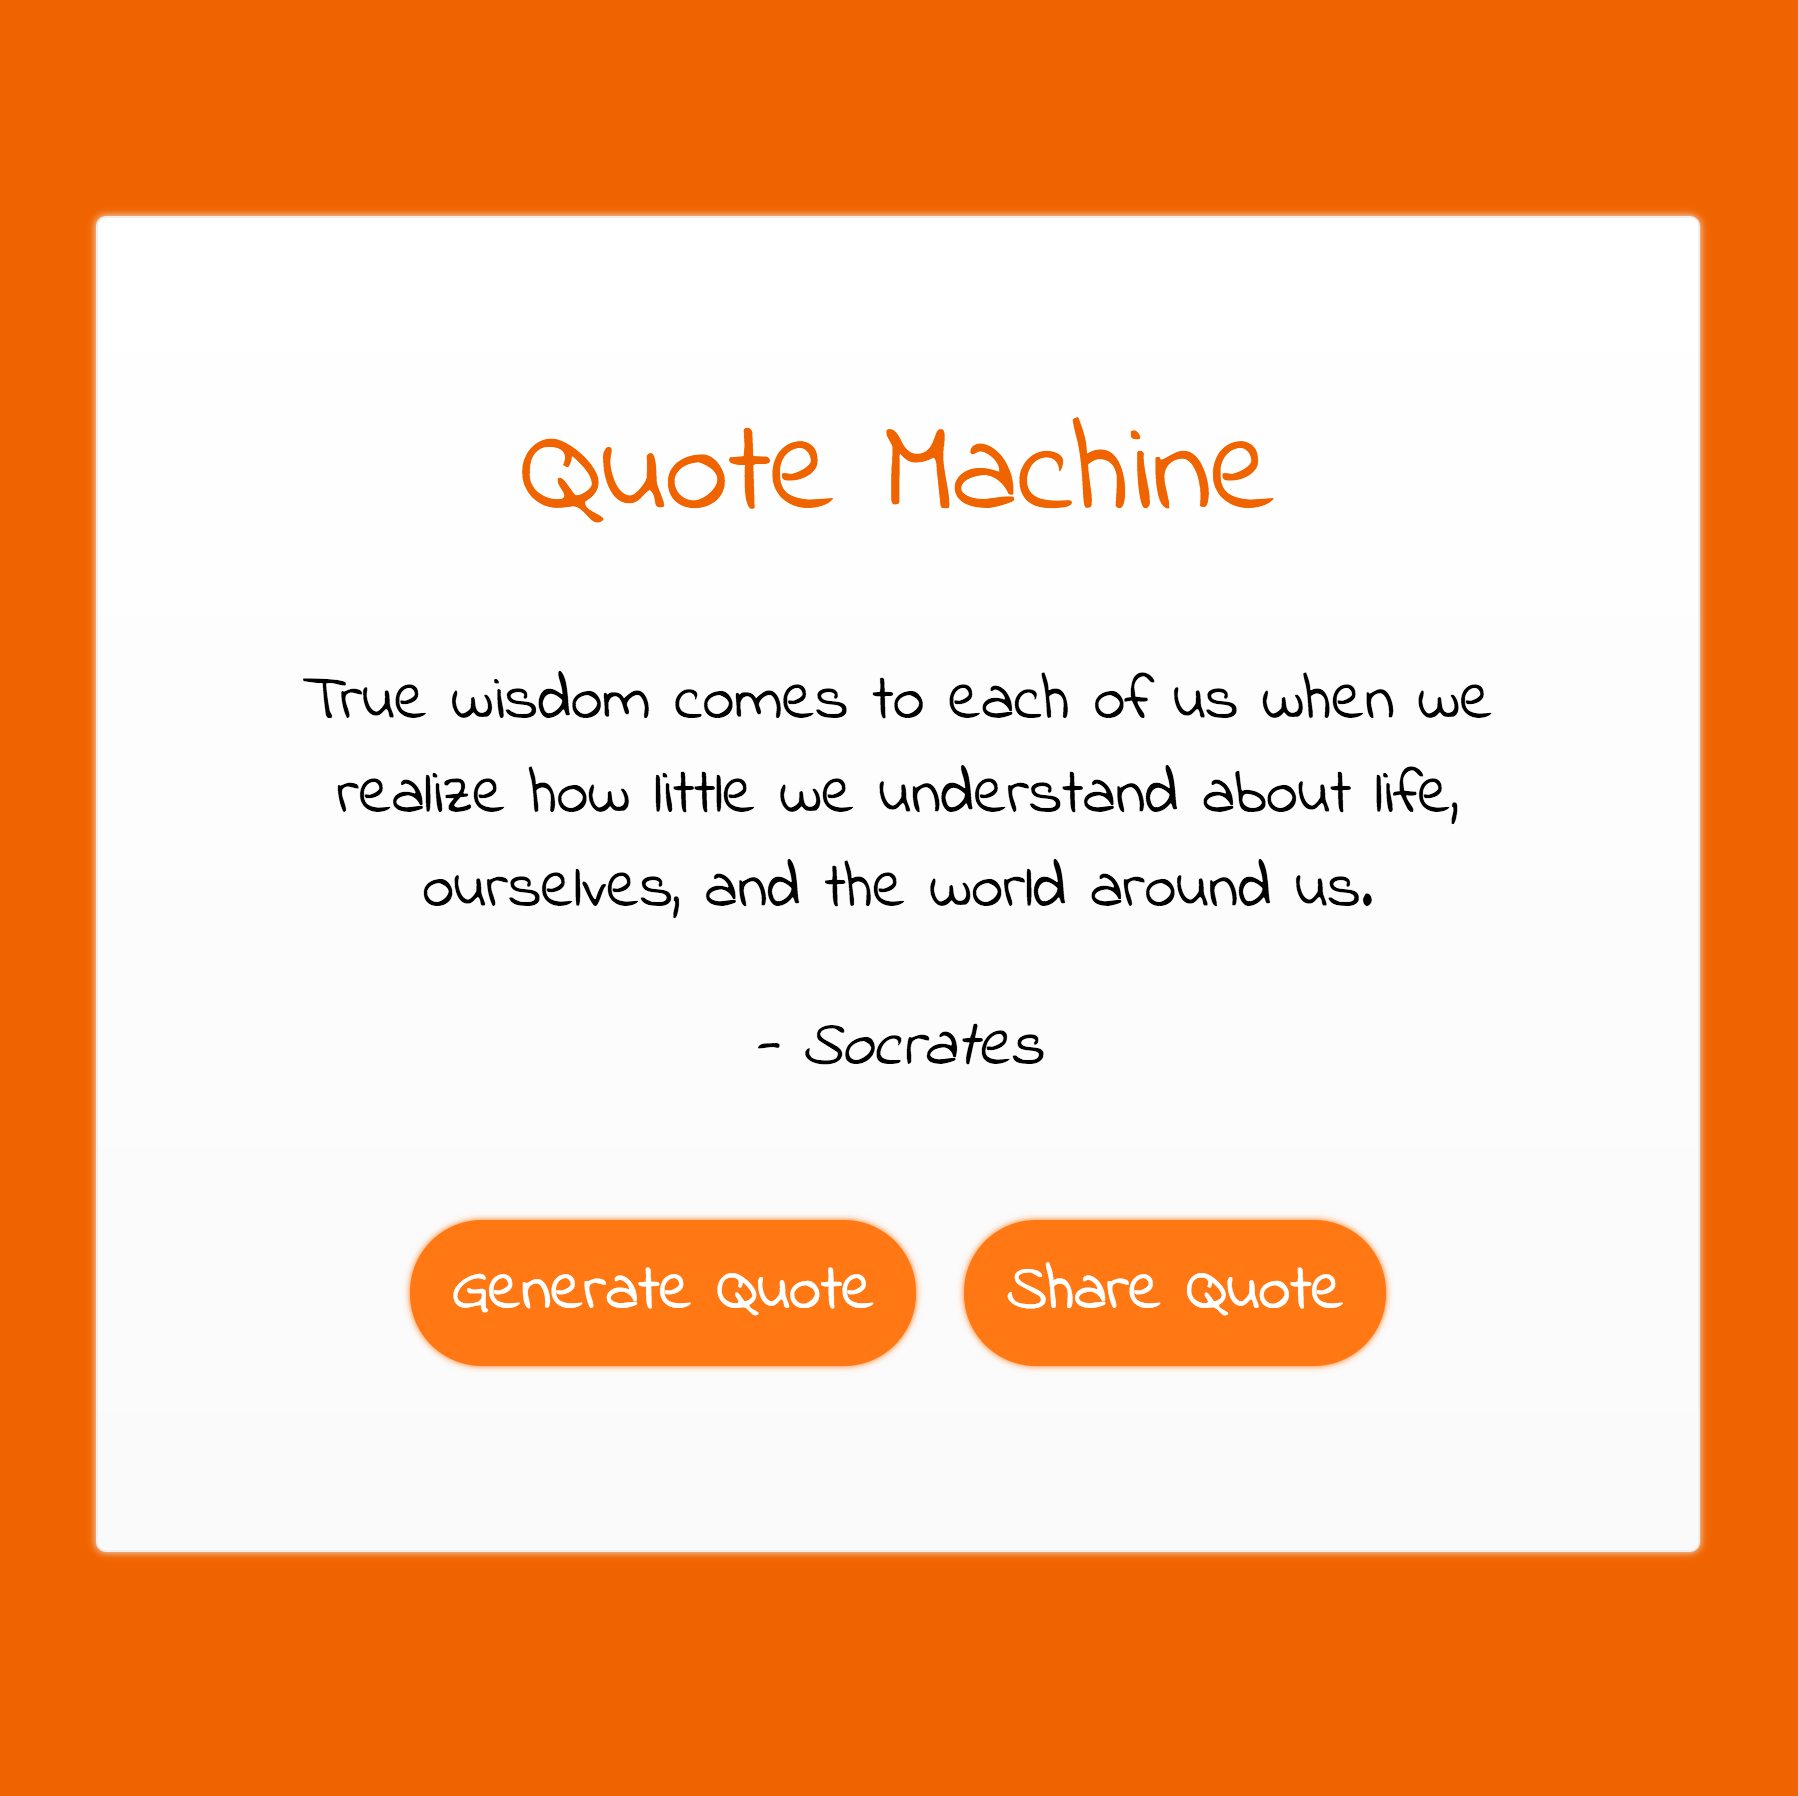 Quote Machine
True wisdom comes to each of us when we
realize how little we understand about life,
ourselves, and the world around us.
- Socrates
Generate Quote
Share Quote